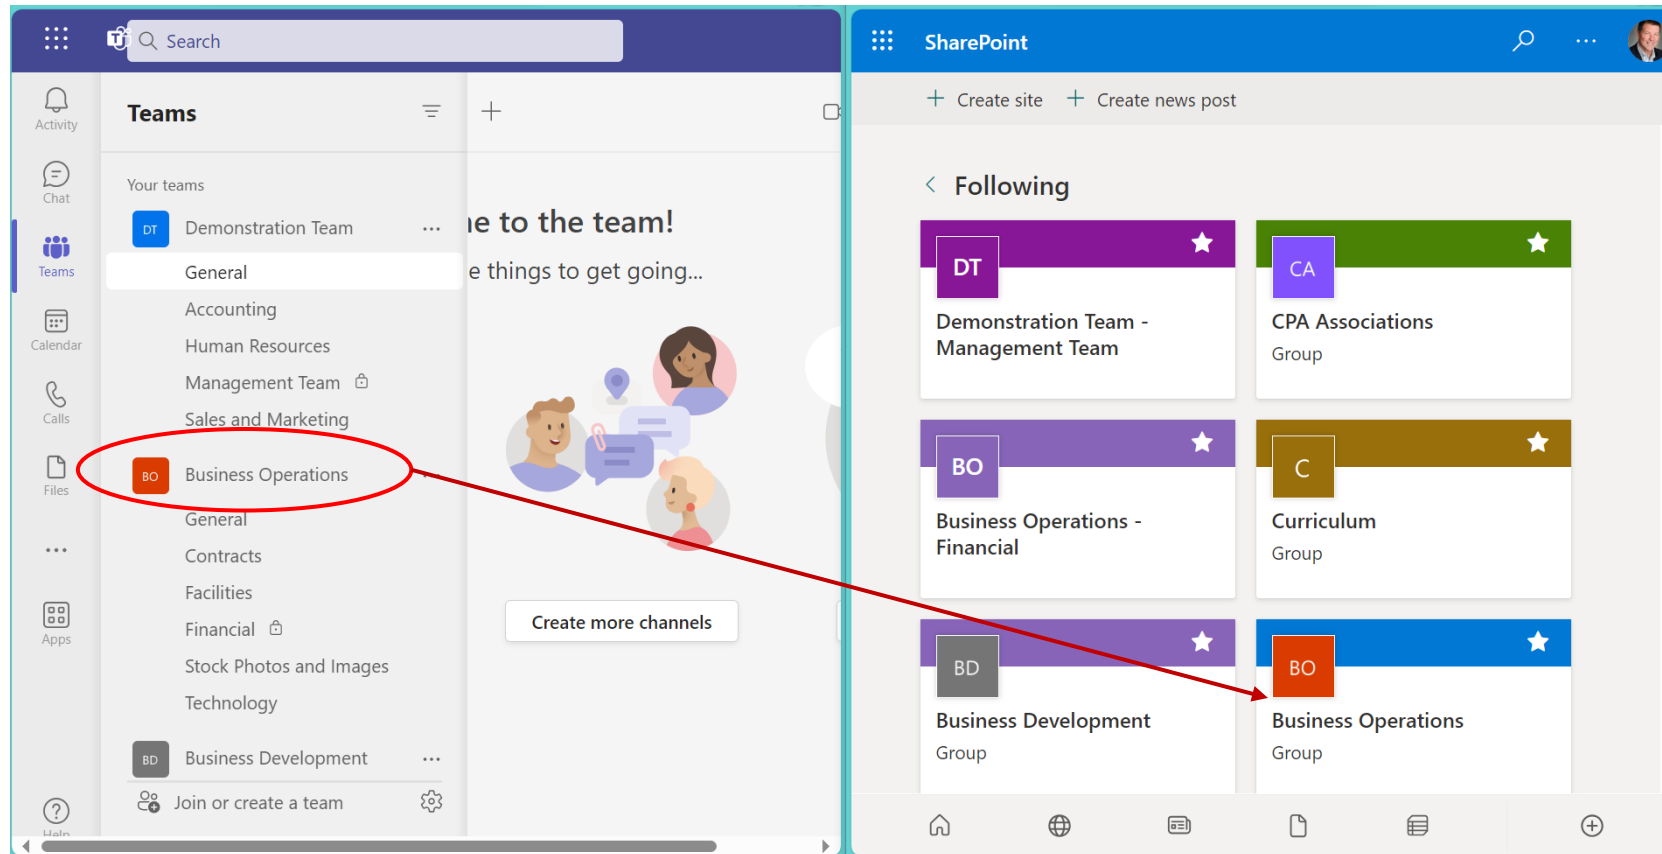 Search
Activity
Chat
Teams
Calendar
Calls
Files
Apps
Help
Teams
Your teams
DT Demonstration Team
General
Accounting
Human Resources
Management Team
Sales and Marketing
BO Business Operations
General
Contracts
Facilities
Financial
Stock Photos and Images
Technology
BD Business Development
Join or create a team
to the team!
things to get going...
Create more channels
SharePoint
+ Create site + Create news post
Following
DT
Demonstration Team -
Management Team
CA
CPA Associations
Group
BO
Business Operations -
Financial
C
Curriculum
Group
BD
Business Development
Group
BO
Business Operations
Group